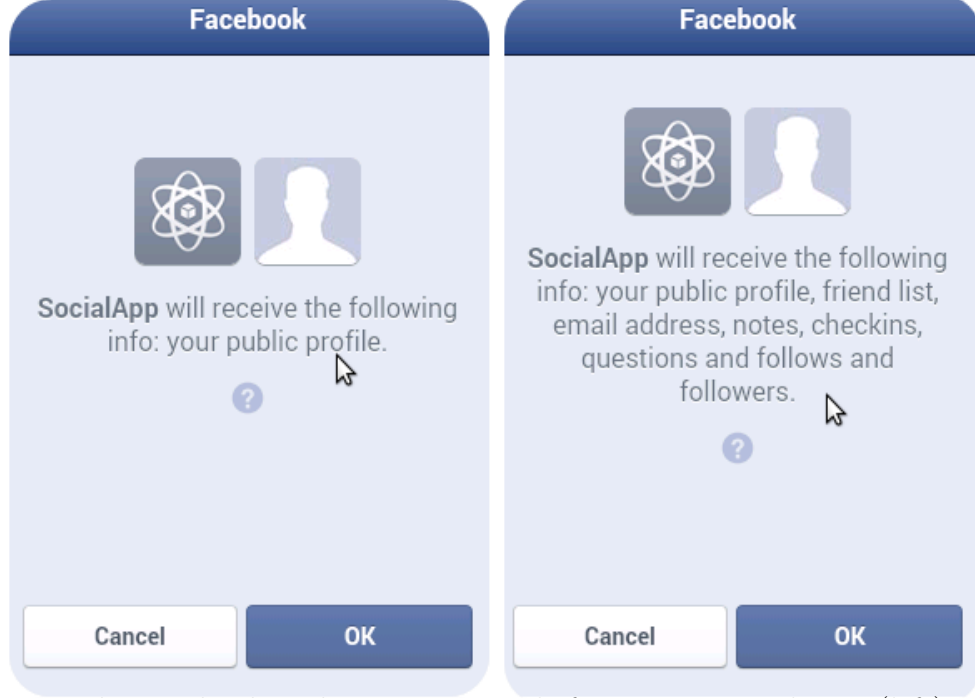 Facebook
SocialApp will receive the following
info: your public profile.
?
Cancel
OK
Facebook
SocialApp will receive the following
info: your public profile, friend list,
email address, notes, checkins,
questions and follows and
followers.
?
Cancel
OK